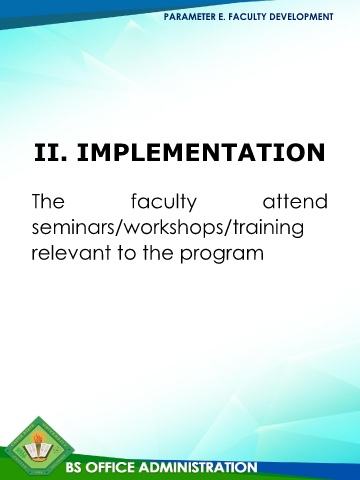 PARAMETER E. FACULTY DEVELOPMENT
II. IMPLEMENTATION
The faculty attend
seminars/workshops/training
relevant to the program
BS OFFICE ADMINISTRATION